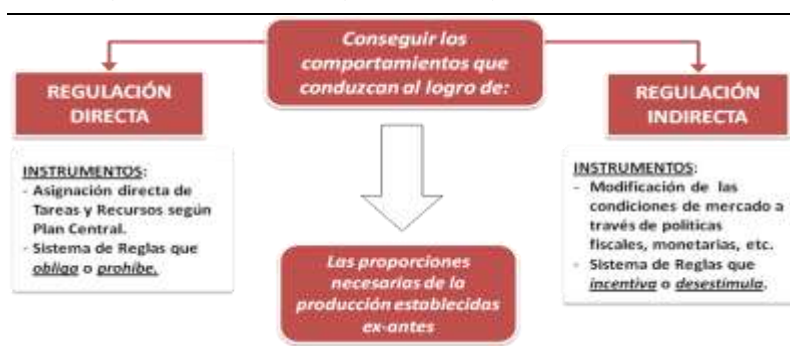 Conseguir los
comportamientos que
conduzcan al logro de:
REGULACIÓN
DIRECTA
INSTRUMENTOS:
- Asignación directa de
Tareas y Recursos según
Plan Central.
- Sistema de Reglas que
obliga o prohíbe.
REGULACIÓN
INDIRECTA
INSTRUMENTOS:
- Modificación de las
condiciones de mercado a
través de políticas
fiscales, monetarias, etc.
- Sistema de Reglas que
incentiva o desestimula.
Las proporciones
necesarias de la
producción establecidas
ex-antes